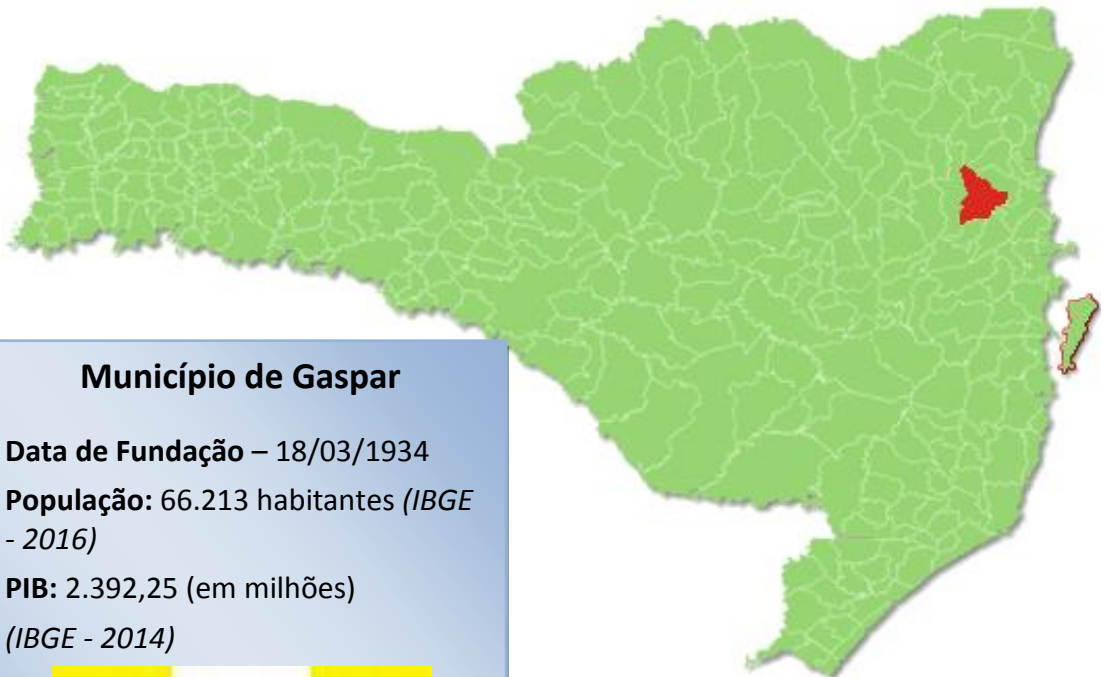 Município de Gaspar
Data de Fundação – 18/03/1934
População: 66.213 habitantes (IBGE
- 2016)
PIB: 2.392,25 (em milhões)
(IBGE - 2014)